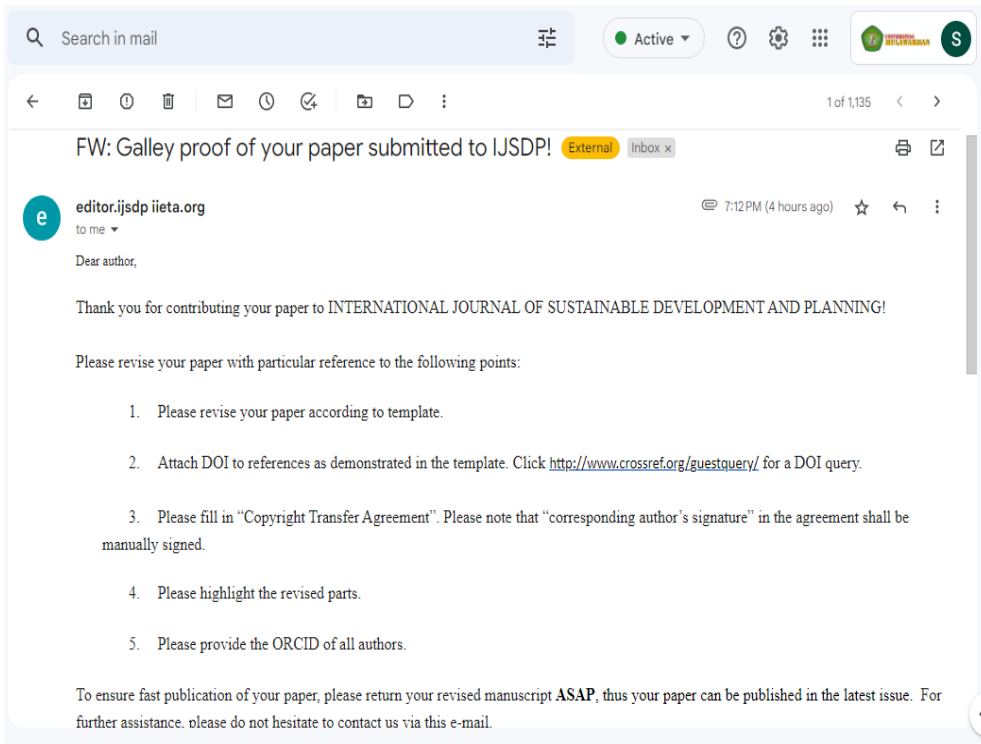 Search in mail
Active
UNIVERSITAS
MULAWARMAN
S
1 of 1,135
FW: Galley proof of your paper submitted to IJSDP! External Inbox x
e
editor.ijsdp iieta.org
7:12 PM (4 hours ago)
to me
Dear author,
Thank you for contributing your paper to INTERNATIONAL JOURNAL OF SUSTAINABLE DEVELOPMENT AND PLANNING!
Please revise your paper with particular reference to the following points:
1. Please revise your paper according to template.
2. Attach DOI to references as demonstrated in the template. Click http://www.crossref.org/guestquery/ for a DOI query.
3. Please fill in “Copyright Transfer Agreement”. Please note that “corresponding author’s signature” in the agreement shall be
manually signed.
4. Please highlight the revised parts.
5. Please provide the ORCID of all authors.
To ensure fast publication of your paper, please return your revised manuscript ASAP, thus your paper can be published in the latest issue. For
further assistance, please do not hesitate to contact us via this e-mail.